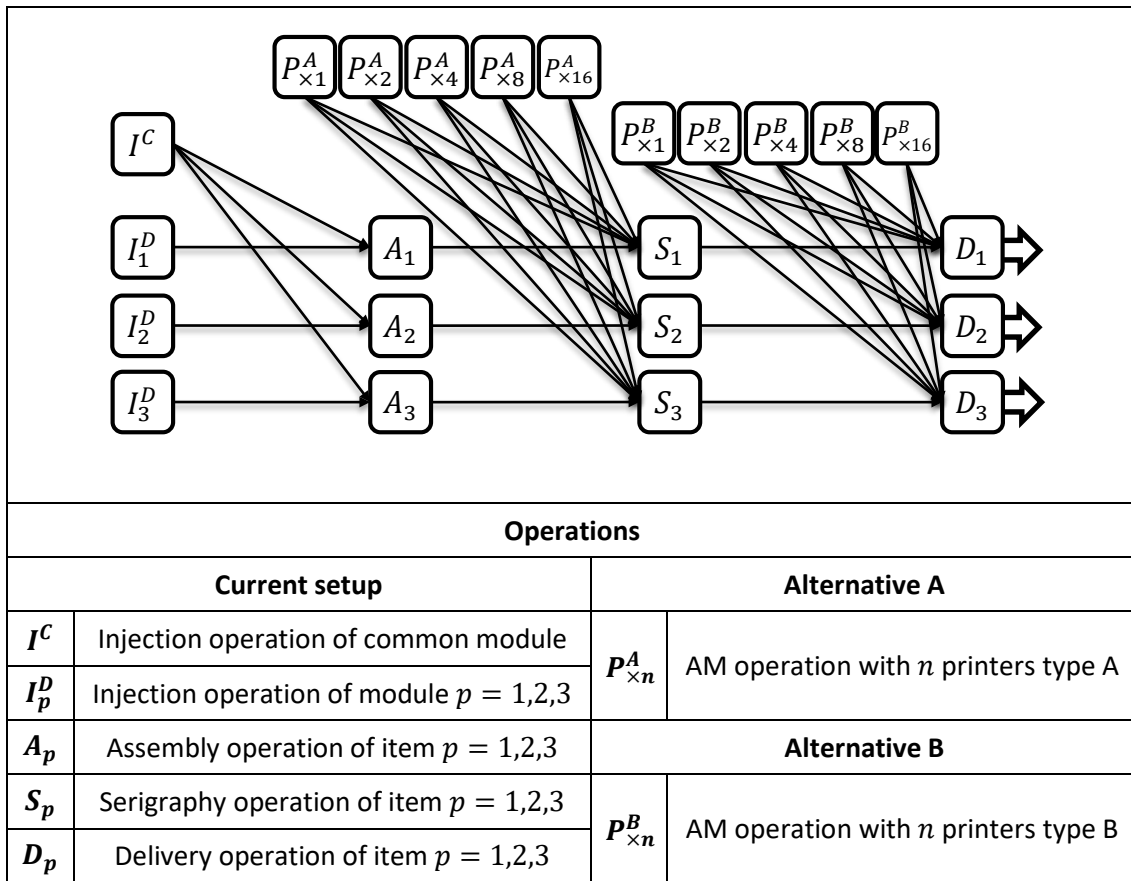 P^A_{×1} P^A_{×2} P^A_{×4} P^A_{×8} P^A_{×16}
P^B_{×1} P^B_{×2} P^B_{×4} P^B_{×8} P^B_{×16}
I^C
I^D_1 A_1 S_1 D_1
I^D_2 A_2 S_2 D_2
I^D_3 A_3 S_3 D_3
Operations
Current setup Alternative A
I^C Injection operation of common module
P^A_{×n} AM operation with n printers type A
I^D_p Injection operation of module p = 1,2,3
A_p Assembly operation of item p = 1,2,3
Alternative B
S_p Serigraphy operation of item p = 1,2,3
P^B_{×n} AM operation with n printers type B
D_p Delivery operation of item p = 1,2,3